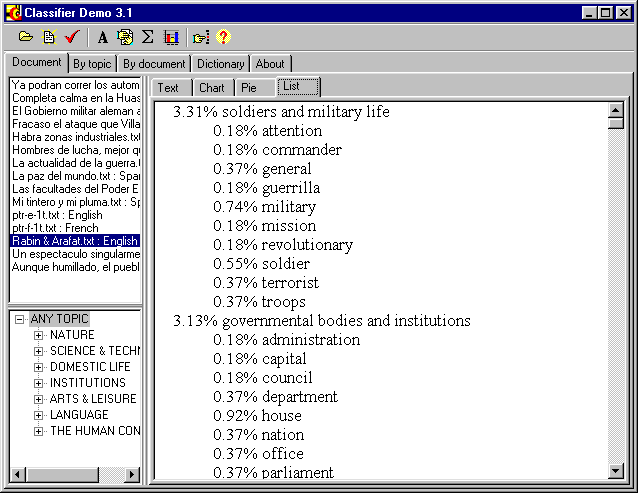 Classifier Demo 3.1
A Σ ?
Document By topic By document Dictionary About
Text Chart Pie List
Ya podran correr los autom
Completa calma en la Huas
El Gobierno militar aleman a
Fracaso el ataque que Villa
Habra zonas industriales.txt
Hombres de lucha, mejor q
La actualidad de la guerra.
La paz del mundo.txt : Span
Las facultades del Poder E
Mi tintero y mi pluma.txt : Sp
ptr-e-1t.txt : English
ptr-f-1t.txt : French
Rabin & Arafat.txt : English
Un espectaculo singularme
Aunque humillado, el puebl
ANY TOPIC
NATURE
SCIENCE & TECHN
DOMESTIC LIFE
INSTITUTIONS
ARTS & LEISURE
LANGUAGE
THE HUMAN CON
3.31% soldiers and military life
0.18% attention
0.18% commander
0.37% general
0.18% guerrilla
0.74% military
0.18% mission
0.18% revolutionary
0.55% soldier
0.37% terrorist
0.37% troops
3.13% governmental bodies and institutions
0.18% administration
0.18% capital
0.18% council
0.37% department
0.92% house
0.37% nation
0.37% office
0.37% parliament